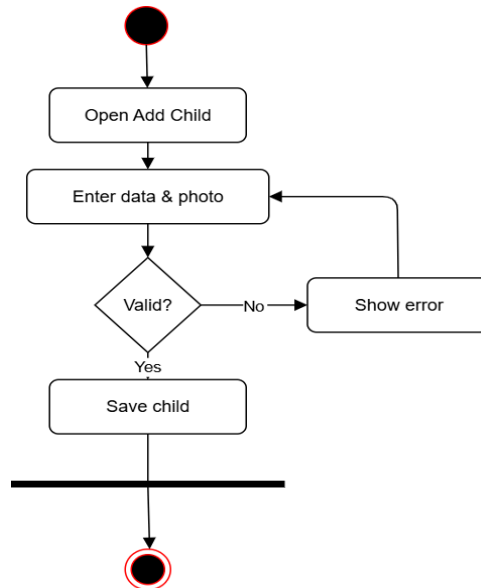 Open Add Child
Enter data & photo
Valid?
No
Show error
Yes
Save child